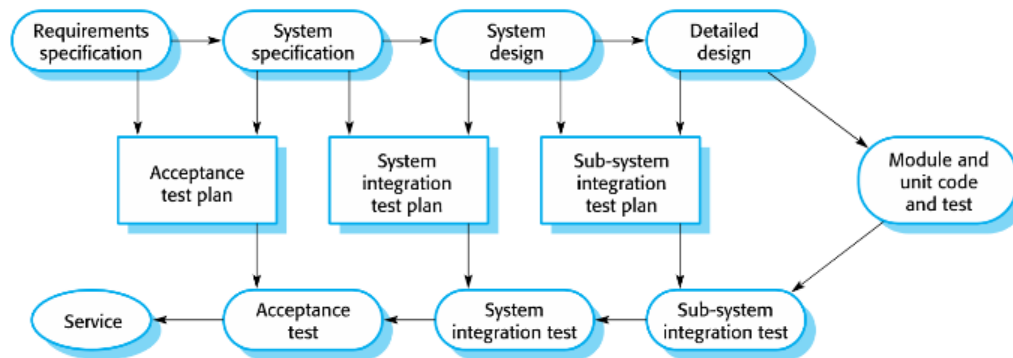 Requirements
specification
System
specification
System
design
Detailed
design
Acceptance
test plan
System
integration
test plan
Sub-system
integration
test plan
Module and
unit code
and test
Service
Acceptance
test
System
integration test
Sub-system
integration test